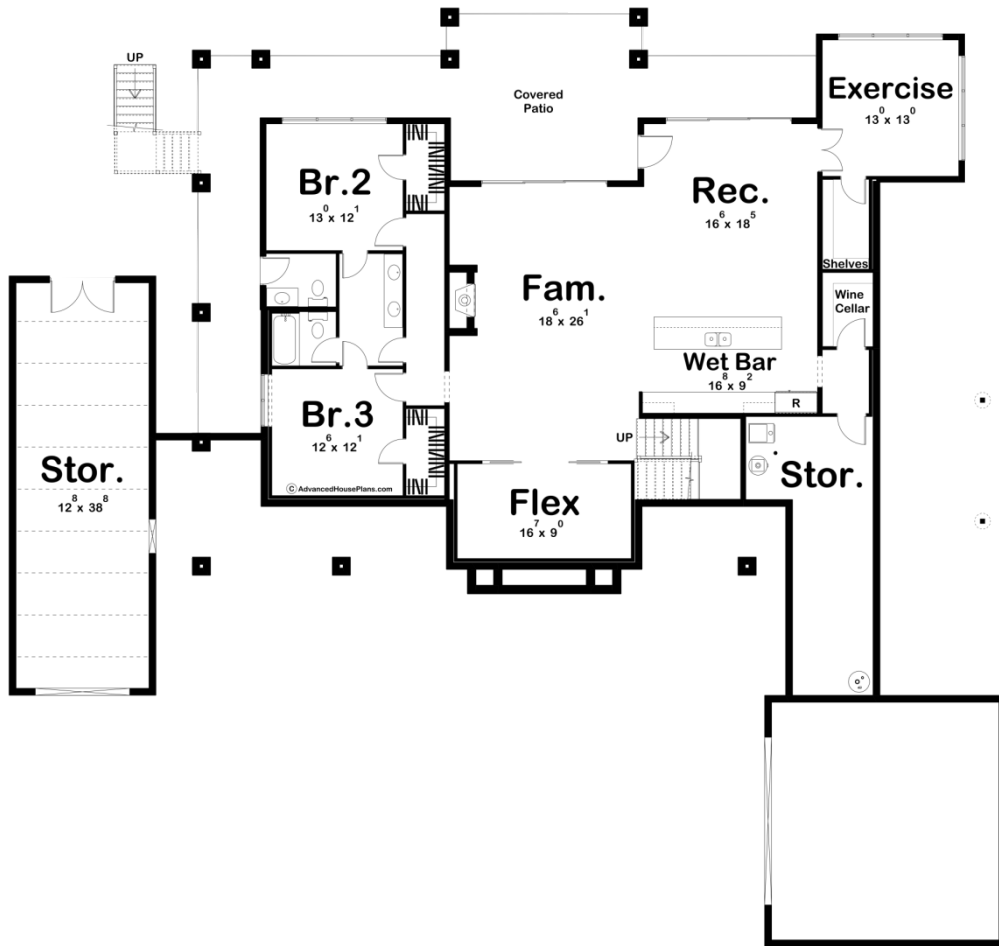 UP
Covered
Patio
Exercise
13⁰ x 13⁰
Br.2
13⁰ x 12¹
Rec.
16⁶ x 18⁵
Shelves
Wine
Cellar
Fam.
18⁶ x 26¹
Wet Bar
16⁸ x 9²
R
Br.3
12⁶ x 12¹
UP
Stor.
12⁸ x 38⁸
Stor.
© AdvancedHousePlans.com
Flex
16⁷ x 9⁰